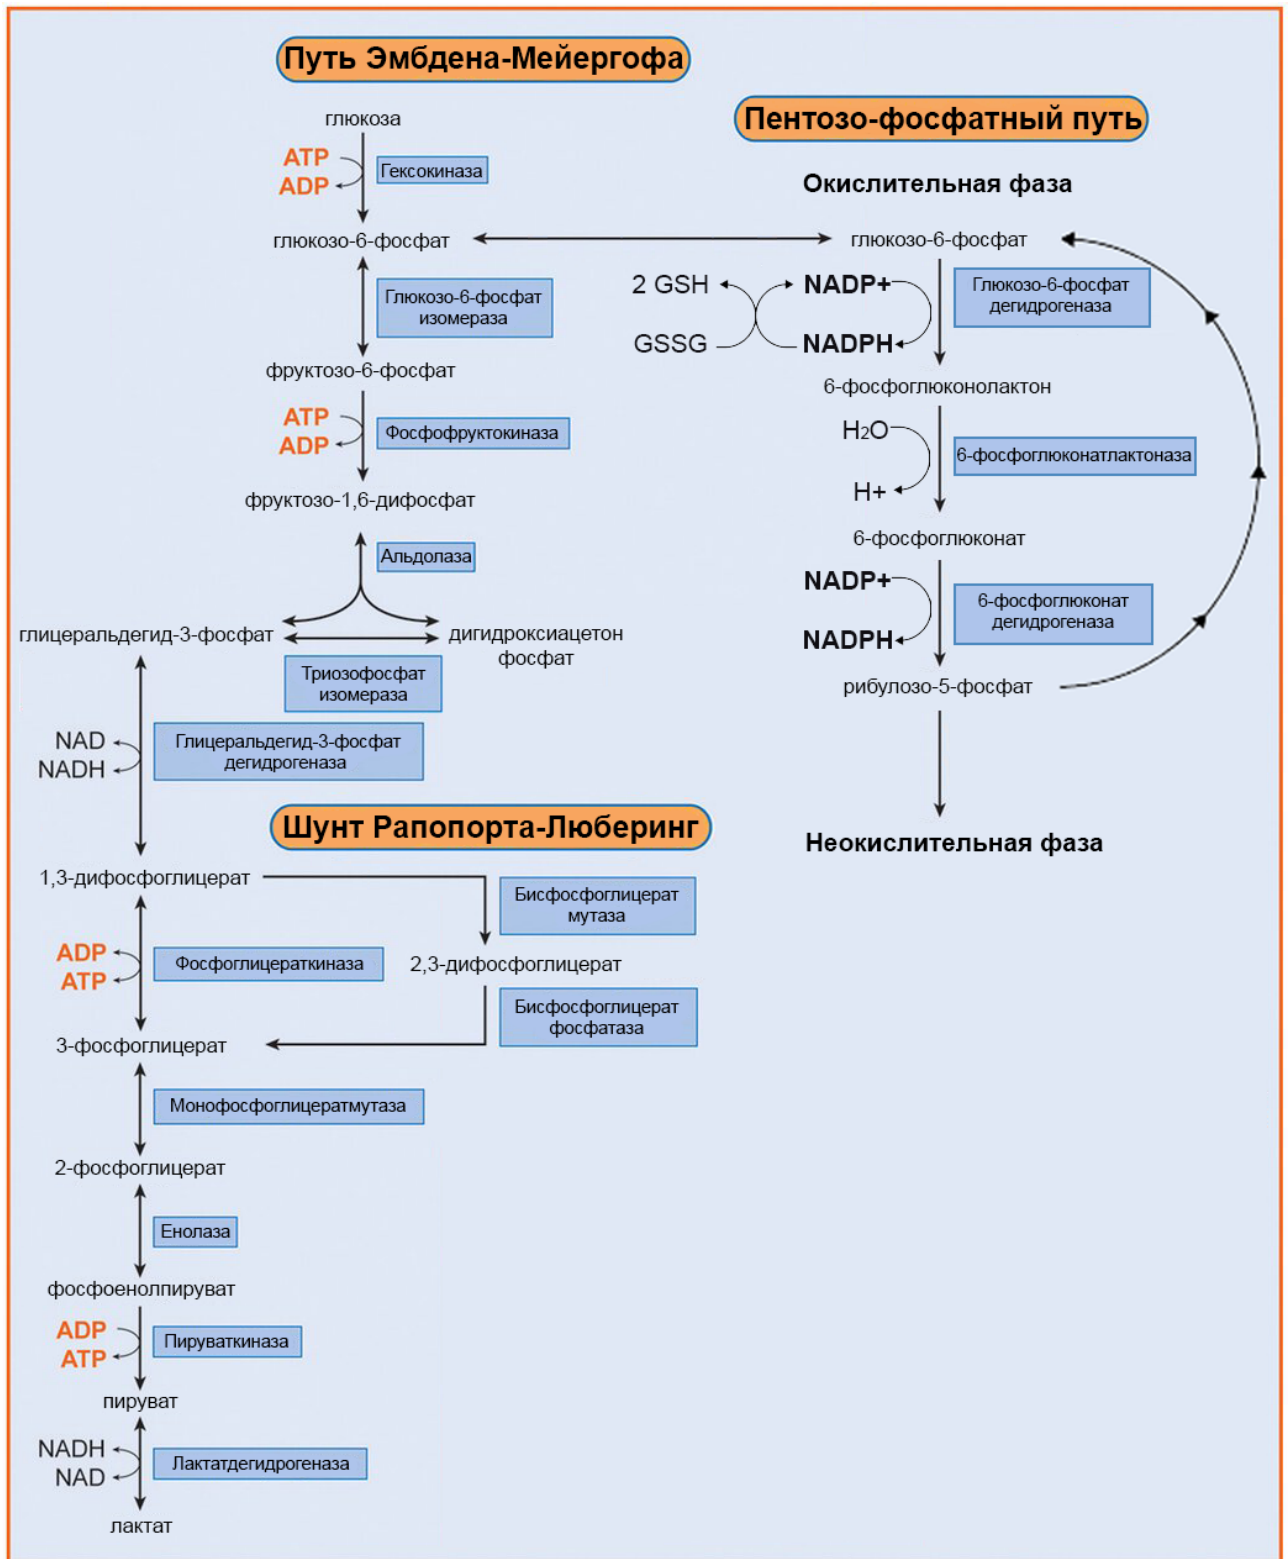 Путь Эмбдена-Мейергофа
глюкоза
ATP
ADP
Гексокиназа
глюкозо-6-фосфат
Глюкозо-6-фосфат
изомераза
фруктозо-6-фосфат
ATP
ADP
Фосфофруктокиназа
фруктозо-1,6-дифосфат
Альдолаза
глицеральдегид-3-фосфат
дигидроксиацетон
фосфат
Триозофосфат
изомераза
NAD
NADH
Глицеральдегид-3-фосфат
дегидрогеназа
Шунт Рапопорта-Люберинг
1,3-дифосфоглицерат
Бисфосфоглицерат
мутаза
ADP
ATP
Фосфоглицераткиназа
2,3-дифосфоглицерат
Бисфосфоглицерат
фосфатаза
3-фосфоглицерат
Монофосфоглицератмутаза
2-фосфоглицерат
Енолаза
фосфоенолпируват
ADP
ATP
Пируваткиназа
пируват
NADH
NAD
Лактатдегидрогеназа
лактат
Пентозо-фосфатный путь
Окислительная фаза
глюкозо-6-фосфат
2 GSH
GSSG
NADP+
NADPH
Глюкозо-6-фосфат
дегидрогеназа
6-фосфоглюконолактон
H2O
H+
6-фосфоглюконатлактоназа
6-фосфоглюконат
NADP+
NADPH
6-фосфоглюконат
дегидрогеназа
рибулозо-5-фосфат
Неокислительная фаза